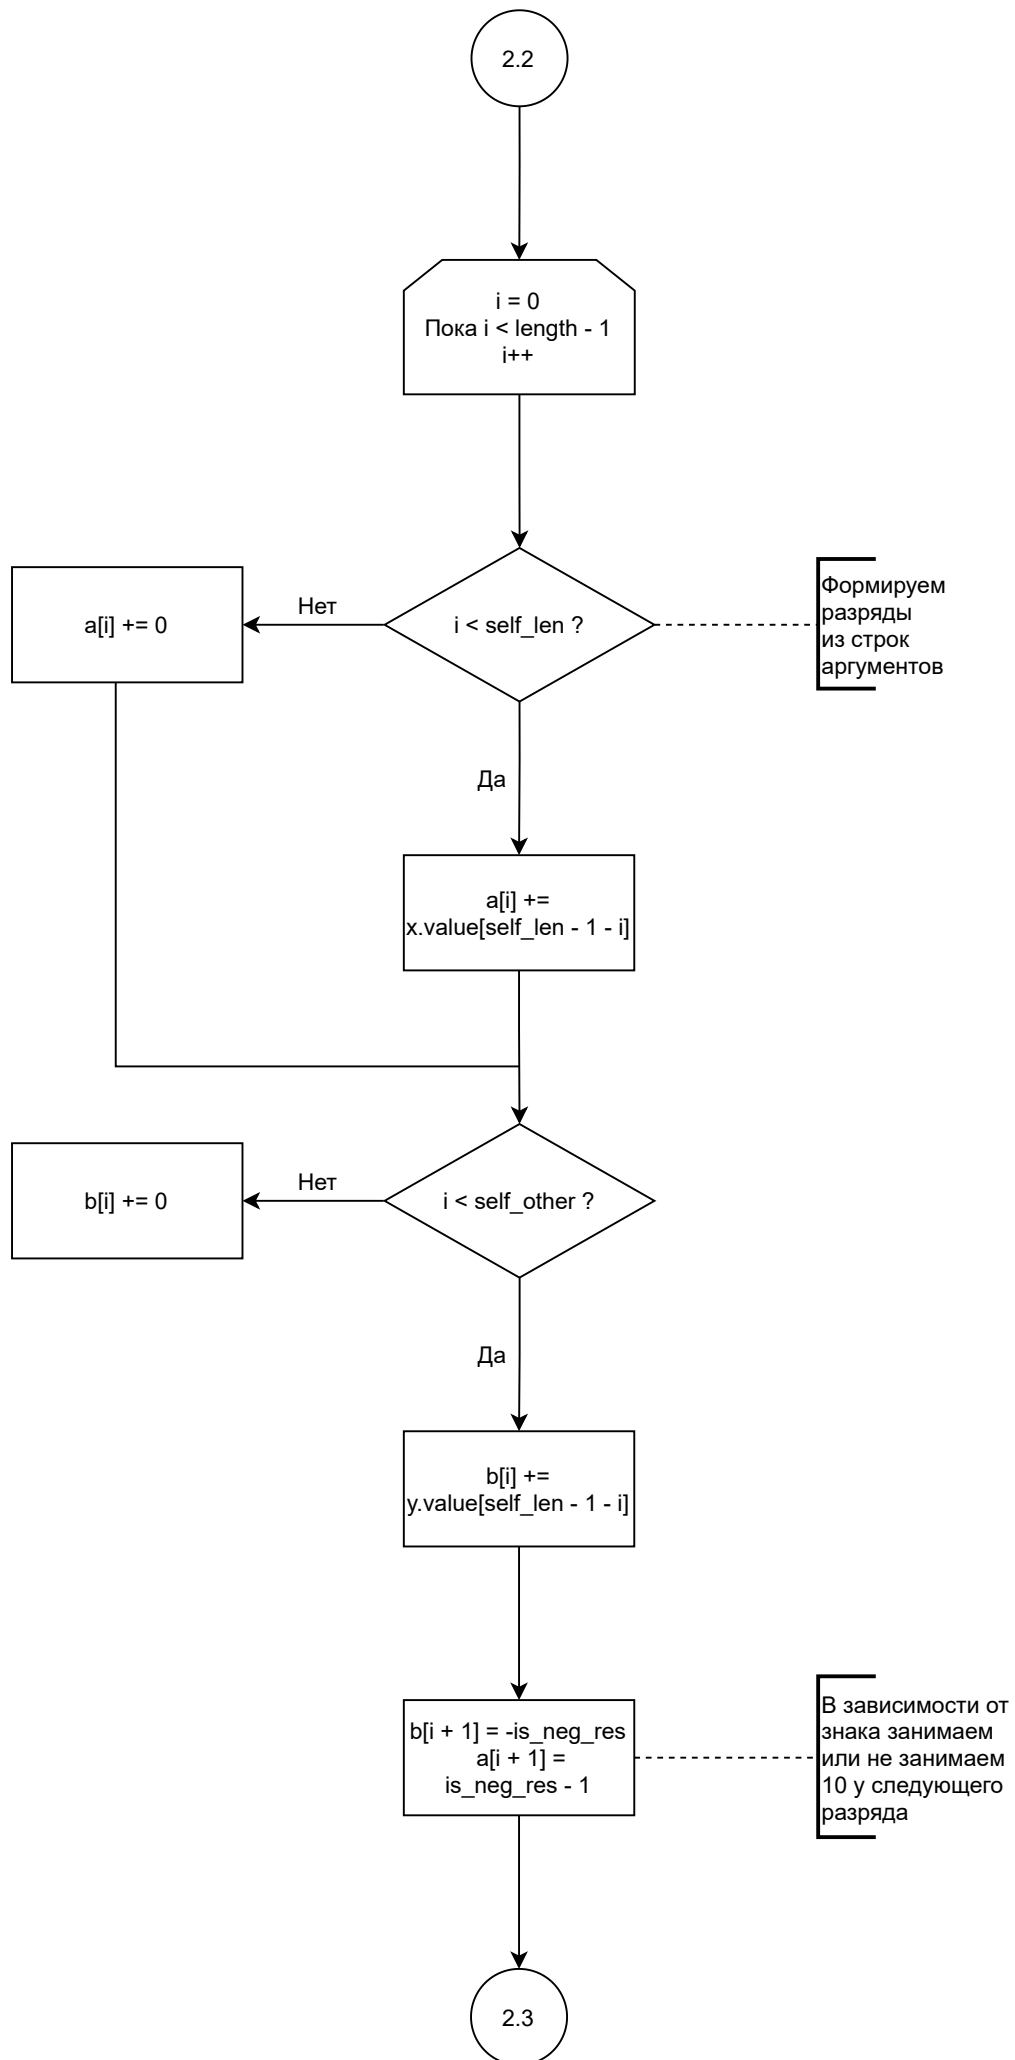 2.2
i = 0
Пока i < length - 1
i++
Нет
a[i] += 0
i < self_len ?
Формируем
разряды
из строк
аргументов
Да
a[i] +=
x.value[self_len - 1 - i]
Нет
b[i] += 0
i < self_other ?
Да
b[i] +=
y.value[self_len - 1 - i]
b[i + 1] = -is_neg_res
a[i + 1] =
is_neg_res - 1
В зависимости от
знака занимаем
или не занимаем
10 у следующего
разряда
2.3